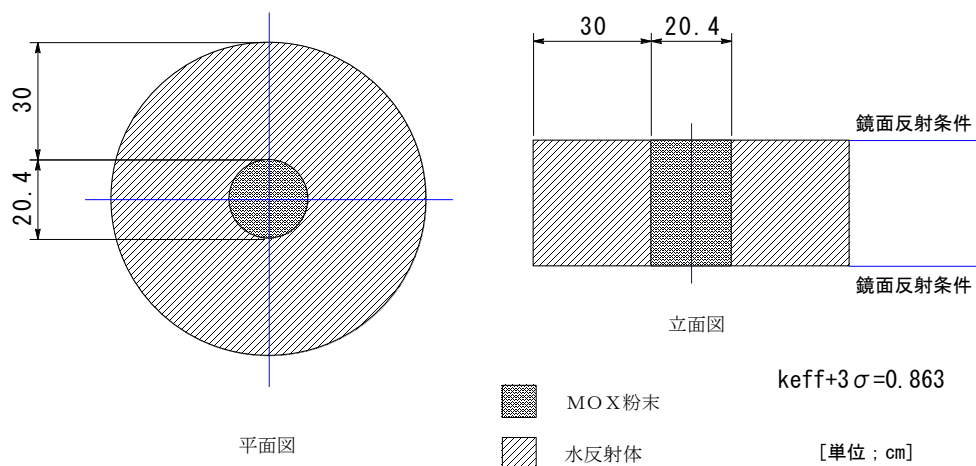 30
20.4
30
20.4
鏡面反射条件
鏡面反射条件
立面図
平面図
MOX粉末
水反射体
keff+3σ=0.863
[単位;cm]